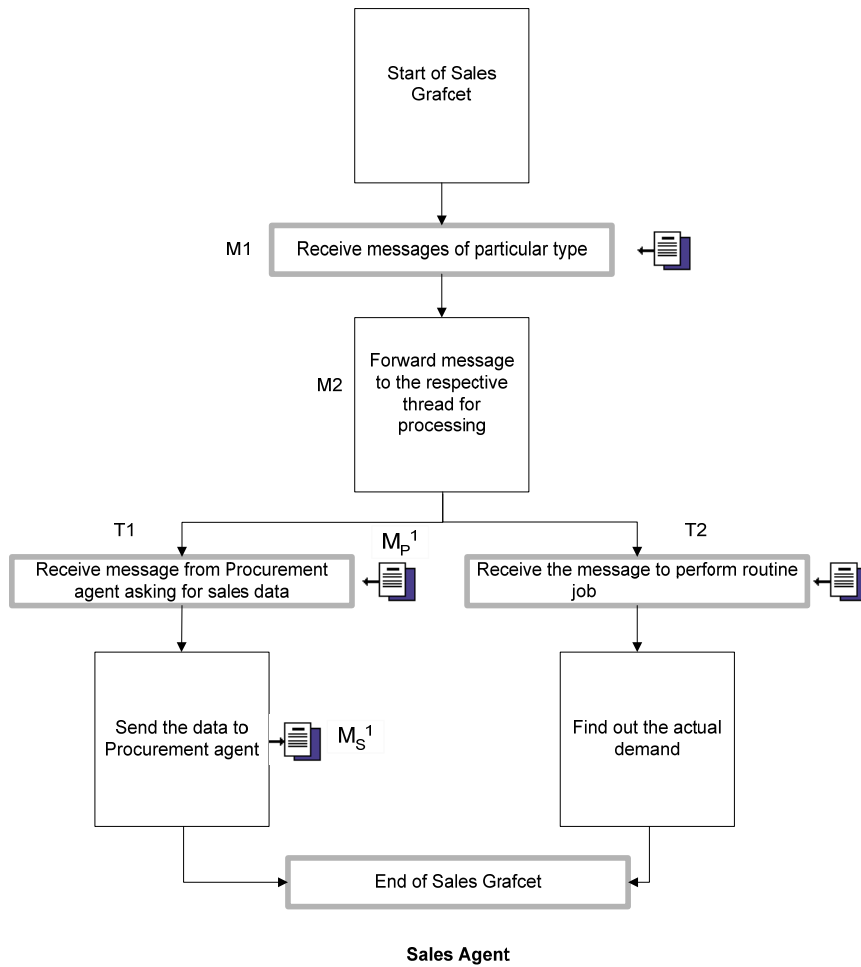 Start of Sales
Grafcet
M1
Receive messages of particular type
M2
Forward message
to the respective
thread for
processing
T1
T2
M_P^1
Receive message from Procurement
agent asking for sales data
Receive the message to perform routine
job
Send the data to
Procurement agent
M_S^1
Find out the actual
demand
End of Sales Grafcet
Sales Agent